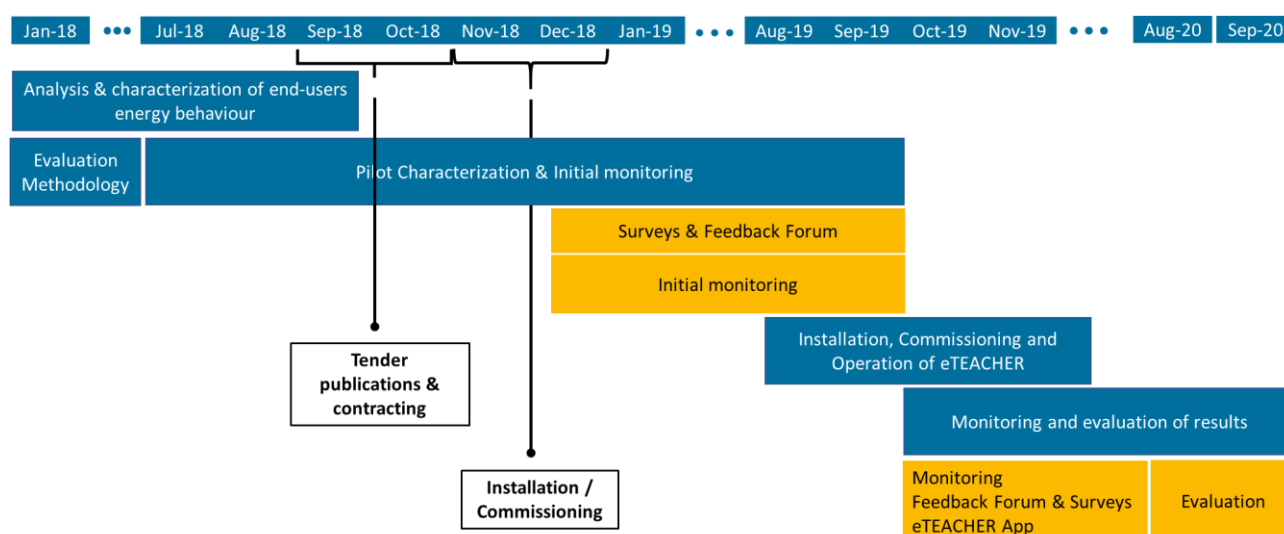 Jan-18 ••• Jul-18 Aug-18 Sep-18 Oct-18 Nov-18 Dec-18 Jan-19 ••• Aug-19 Sep-19 Oct-19 Nov-19 ••• Aug-20 Sep-20
Analysis & characterization of end-users
energy behaviour
Evaluation
Methodology
Pilot Characterization & Initial monitoring
Surveys & Feedback Forum
Initial monitoring
Installation, Commissioning and
Operation of eTEACHER
Tender
publications &
contracting
Monitoring and evaluation of results
Installation /
Commissioning
Monitoring
Feedback Forum & Surveys
eTEACHER App
Evaluation